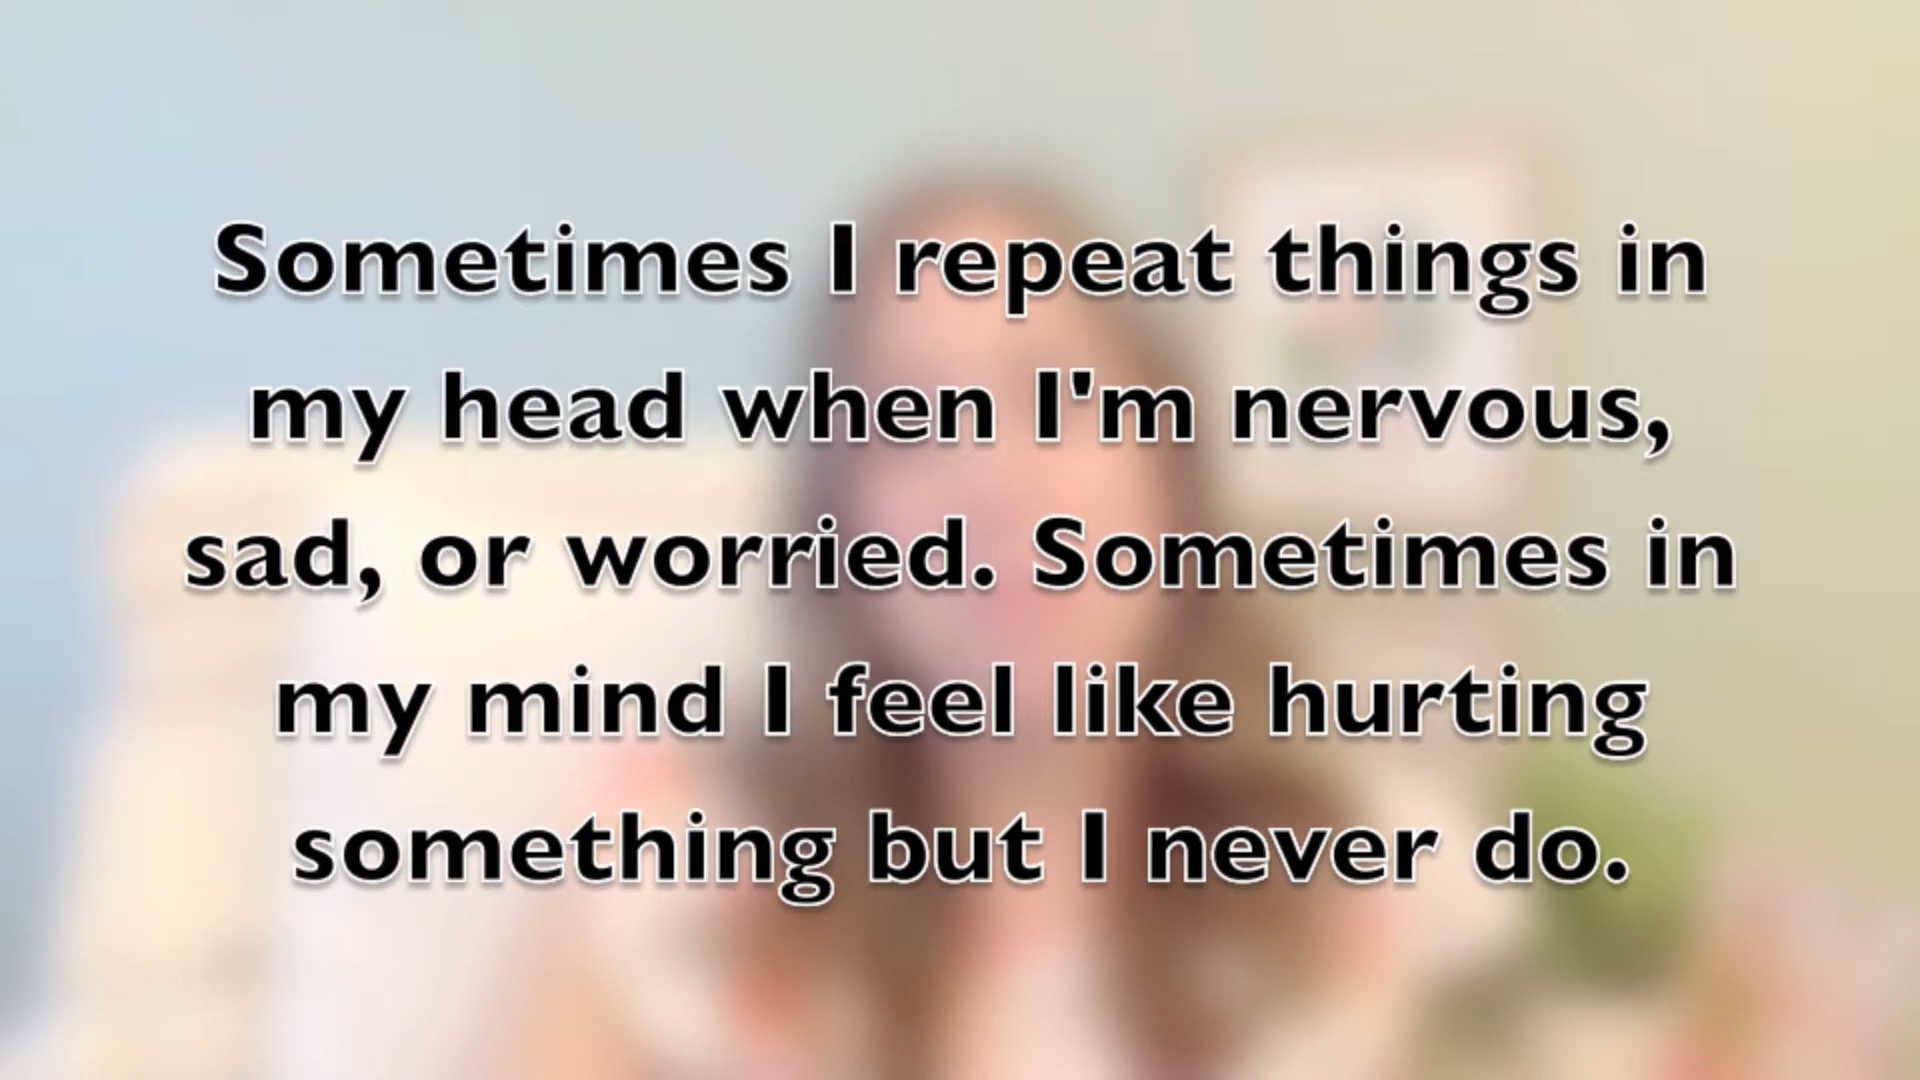 Sometimes I repeat things in
my head when I'm nervous,
sad, or worried. Sometimes in
my mind I feel like hurting
something but I never do.